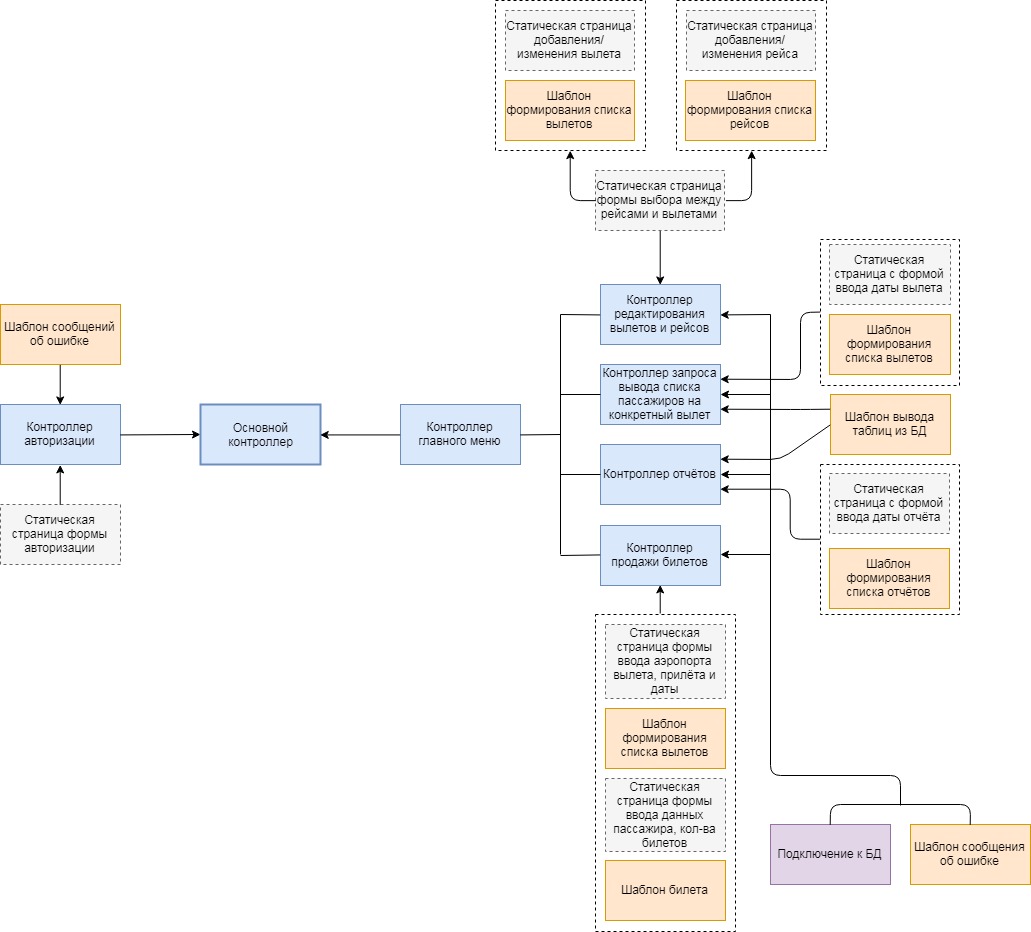 Статическая страница
добавления/
изменения вылета
Шаблон
формирования списка
вылетов
Статическая страница
добавления/
изменения рейса
Шаблон
формирования списка
рейсов
Статическая страница
формы выбора между
рейсами и вылетами
Шаблон сообщений
об ошибке
Контроллер
авторизации
Статическая
страница формы
авторизации
Основной
контроллер
Контроллер
главного меню
Контроллер
редактирования
вылетов и рейсов
Контроллер запроса
вывода списка
пассажиров на
конкретный вылет
Контроллер отчётов
Контроллер
продажи билетов
Статическая
страница с формой
ввода даты вылета
Шаблон
формирования
списка вылетов
Шаблон вывода
таблиц из БД
Статическая
страница с формой
ввода даты отчёта
Шаблон
формирования
списка отчётов
Статическая
страница формы
ввода аэропорта
вылета, прилёта и
даты
Шаблон
формирования
списка вылетов
Статическая
страница формы
ввода данных
пассажира, кол-ва
билетов
Шаблон билета
Подключение к БД
Шаблон сообщения
об ошибке